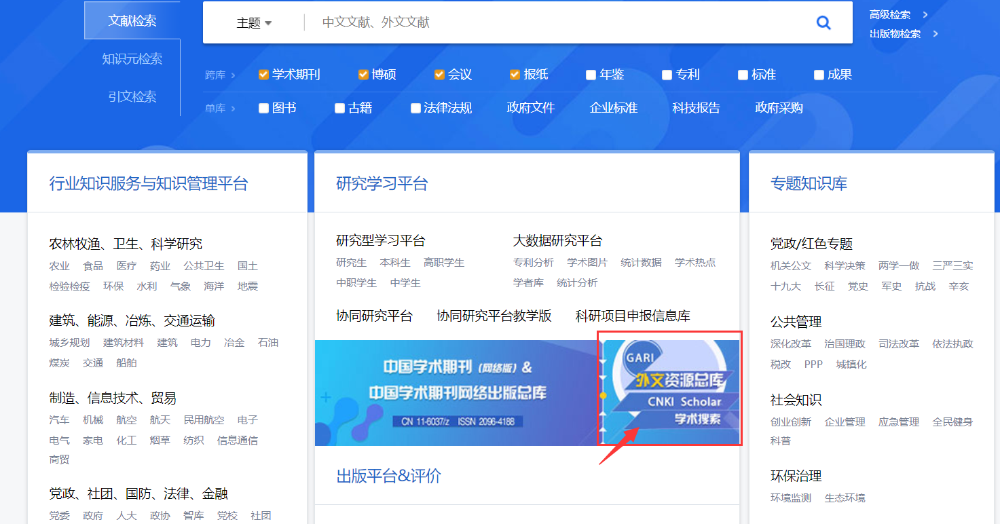 文献检索
知识元检索
引文检索
主题 中文文献、外文文献
高级检索 >
出版物检索 >
跨库 > 学术期刊 博硕 会议 报纸 年鉴 专利 标准 成果
单库 > 图书 古籍 法律法规 政府文件 企业标准 科技报告 政府采购
行业知识服务与知识管理平台
农林牧渔、卫生、科学研究
农业 食品 医疗 药业 公共卫生 国土
检验检疫 环保 水利 气象 海洋 地震
建筑、能源、冶炼、交通运输
城乡规划 建筑材料 建筑 电力 冶金 石油
煤炭 交通 船舶
制造、信息技术、贸易
汽车 机械 航空 航天 民用航空 电子
电气 家电 化工 烟草 纺织 信息通信
商贸
党政、社团、国防、法律、金融
党委 政府 人大 政协 智库 党校 社团
研究学习平台
研究型学习平台
研究生 本科生 高职学生
中职学生 中学生
大数据研究平台
专利分析 学术图片 统计数据 学术热点
学者库 统计分析
协同研究平台 协同研究平台教学版 科研项目申报信息库
中国学术期刊（网络版）&
中国学术期刊网络出版总库
CN 11-6037/z ISSN 2096-4188
GARI
外文资源总库
CNKI Scholar
学术搜索
出版平台&评价
专题知识库
党政/红色专题
机关公文 科学决策 两学一做 三严三实
十九大 长征 党史 军史 抗战 辛亥
公共管理
深化改革 治国理政 司法改革 依法执政
税改 PPP 城镇化
社会知识
创业创新 企业管理 应急管理 全民健身
科普
环保治理
环境监测 生态环境